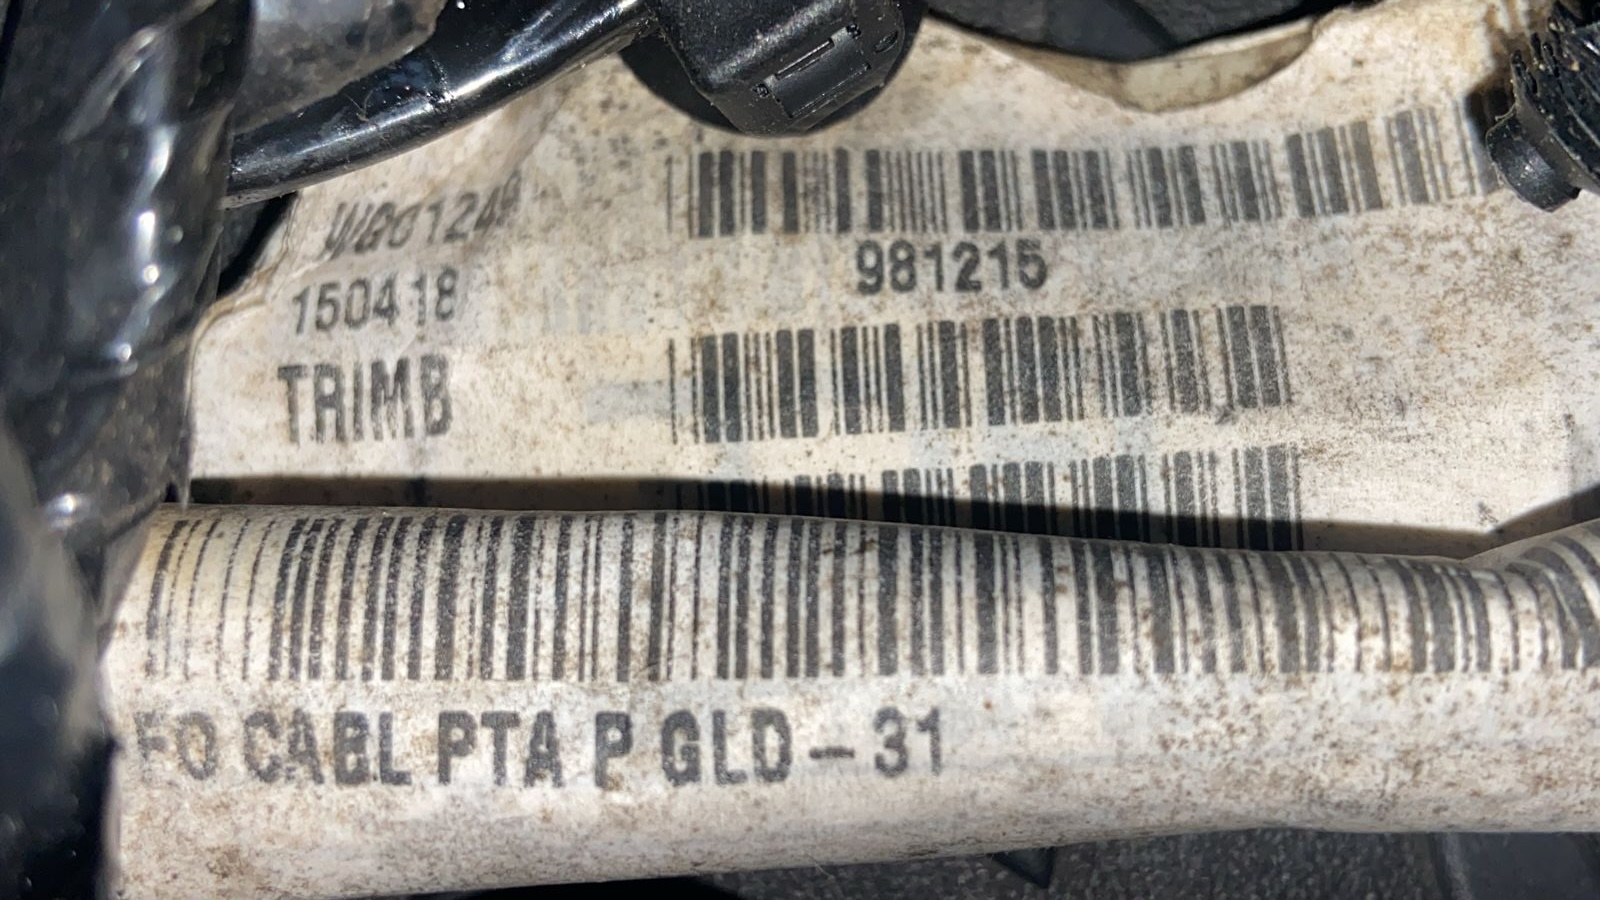 981215
150418
TRIMB
FO CABL PTA P GLD - 31